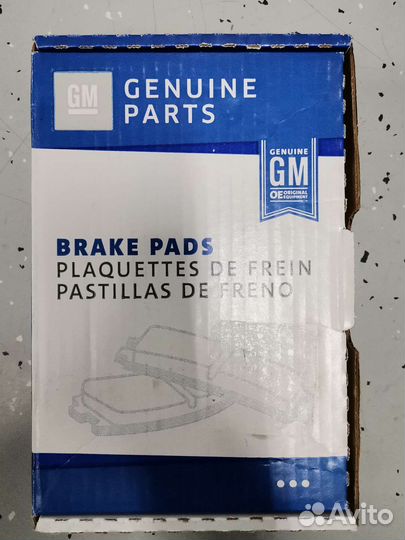 GM
GENUINE
PARTS
GENUINE
GM
OE ORIGINAL
EQUIPMENT
BRAKE PADS
PLAQUETTES DE FREIN
PASTILLAS DE FRENO
Avito